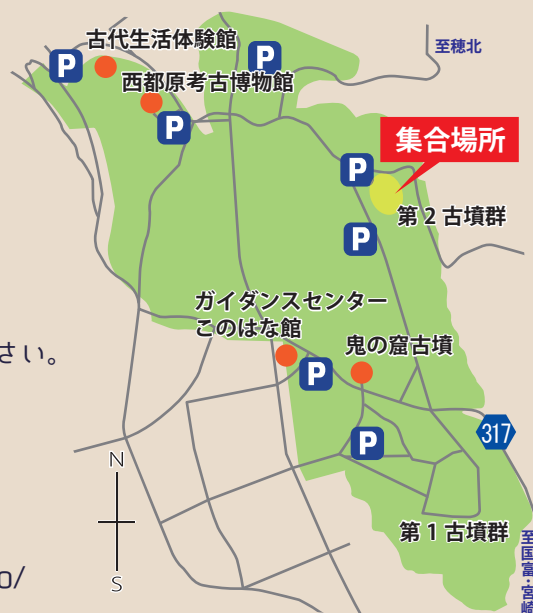 古代生活体験館
至穂北
P
P
西都原考古博物館
P
集合場所
P
第2古墳群
P
ガイダンスセンター
このはな館
鬼の窟古墳
さい。
P
317
P
N
第1古墳群
至国富・宮崎
S
o/